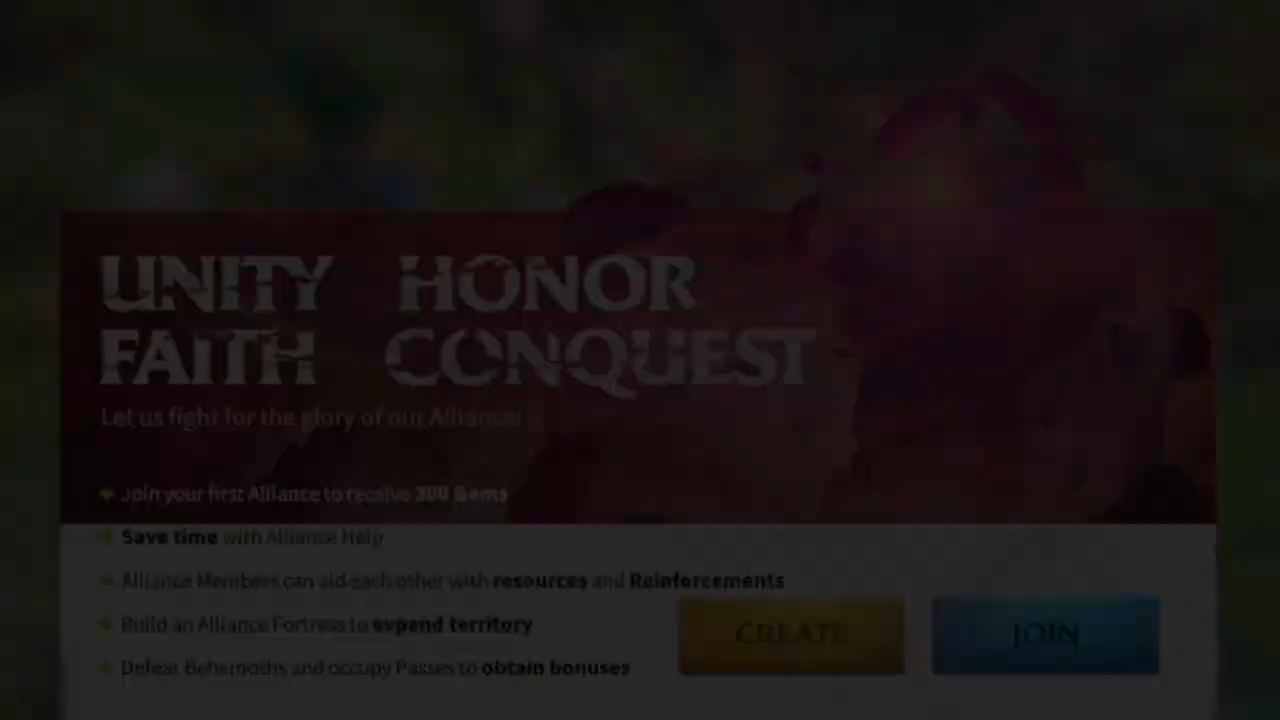 UNITY HONOR
FAITH CONQUEST
Let us fight for the glory of our Alliance!
Join your first Alliance to receive 300 Gems
Save time with Alliance Help
Alliance Members can aid each other with resources and Reinforcements
Build an Alliance Fortress to expand territory
Defeat Behemoths and occupy Passes to obtain bonuses
CREATE JOIN